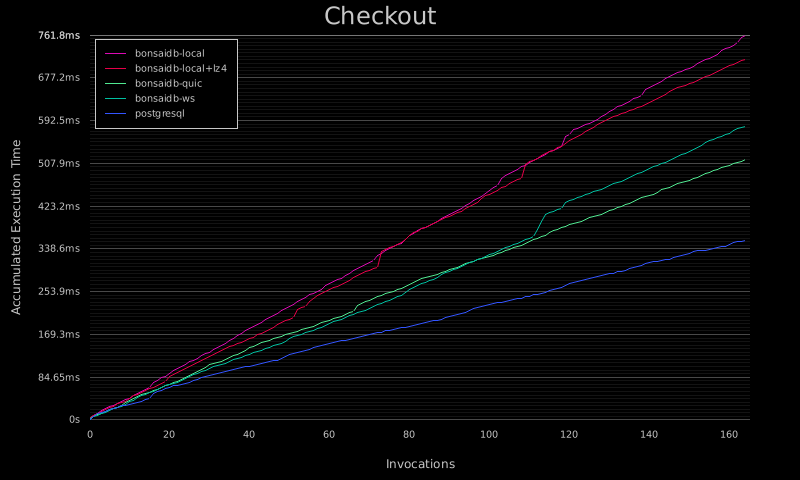 Checkout
761.8ms
677.2ms
592.5ms
507.9ms
423.2ms
338.6ms
253.9ms
169.3ms
84.65ms
0s
bonsaidb-local
bonsaidb-local+lz4
bonsaidb-quic
bonsaidb-ws
postgresql
Accumulated Execution Time
0 20 40 60 80 100 120 140 160
Invocations